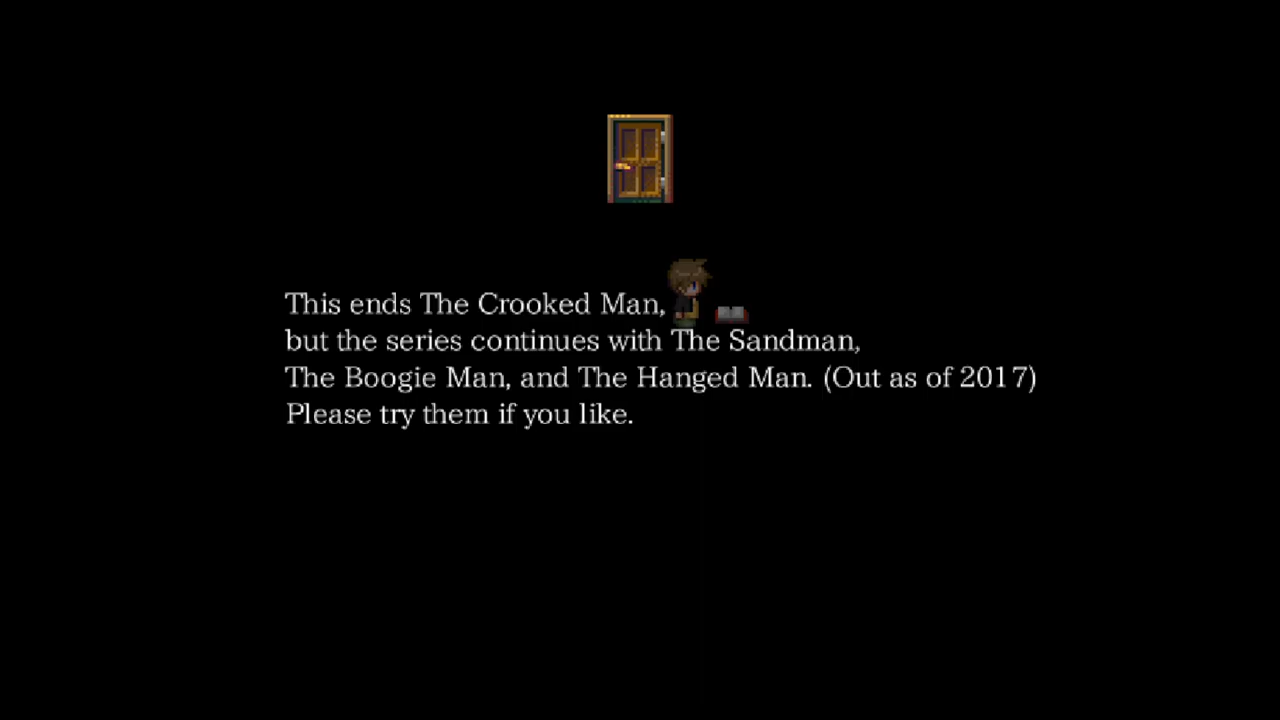 This ends The Crooked Man,
but the series continues with The Sandman,
The Boogie Man, and The Hanged Man. (Out as of 2017)
Please try them if you like.